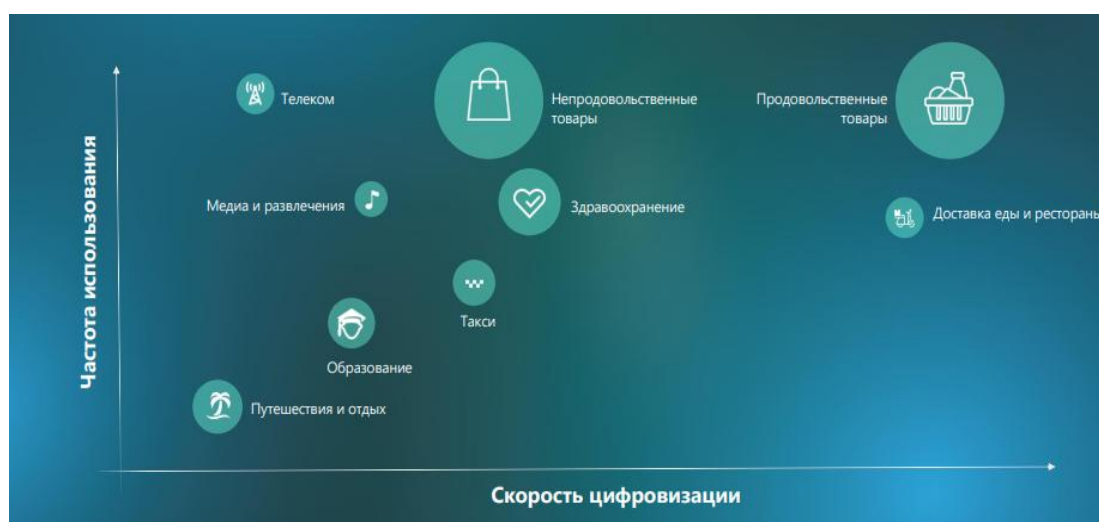 Частота использования
Телеком
Непродовольственные
товары
Продовольственные
товары
Медиа и развлечения
Здравоохранение
Доставка еды и рестораны
Такси
Образование
Путешествия и отдых
Скорость цифровизации